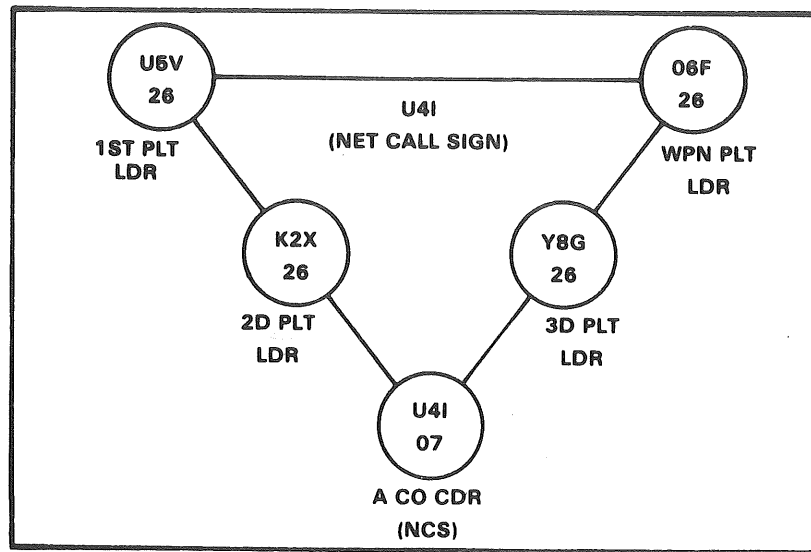 U5V
26
1ST PLT
LDR
U4I
(NET CALL SIGN)
06F
26
WPN PLT
LDR
K2X
26
2D PLT
LDR
Y8G
26
3D PLT
LDR
U4I
07
A CO CDR
(NCS)